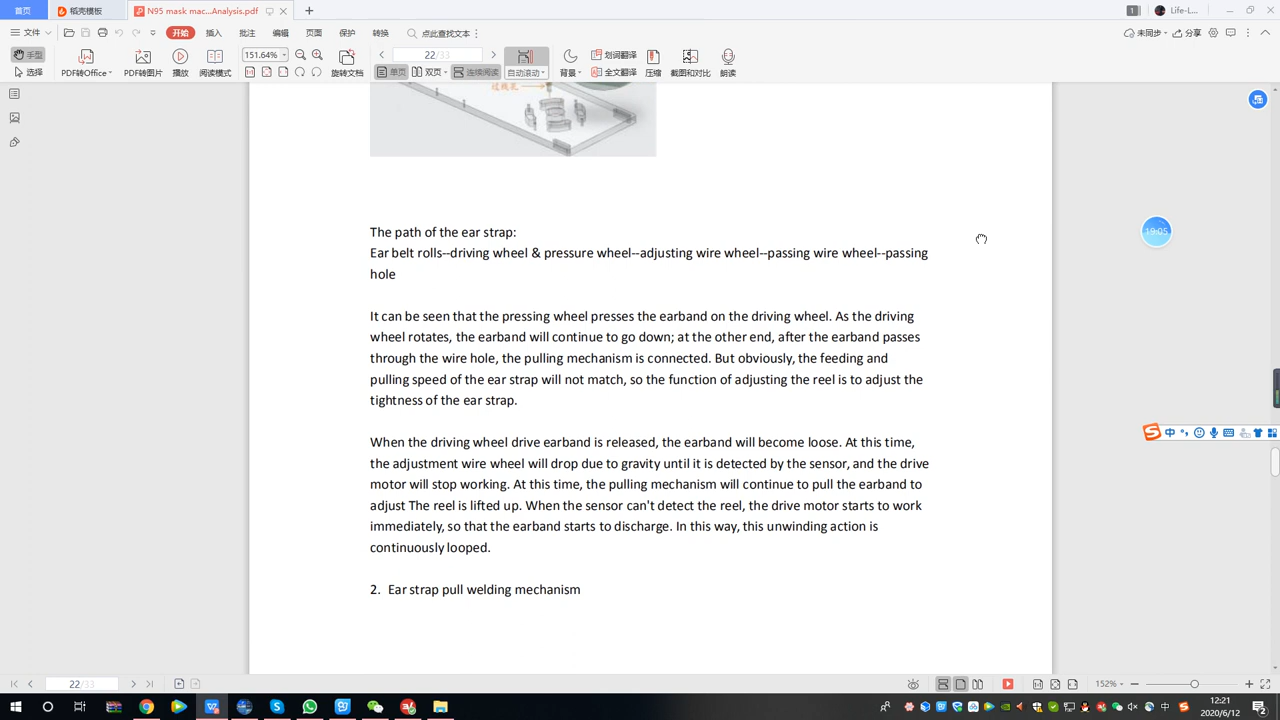 首页
稻壳模板
N95 mask mac...Analysis.pdf
1
Life-L...
文件
开始
插入
批注
编辑
页面
保护
转换
点此查找文本
未同步
分享
手型
选择
PDF转Office
PDF转图片
播放
阅读模式
151.64%
22/33
旋转文档
单页
双页
连续阅读
自动滚动
背景
划词翻译
全文翻译
压缩
截图和对比
朗读
过线孔
The path of the ear strap:
Ear belt rolls--driving wheel & pressure wheel--adjusting wire wheel--passing wire wheel--passing
hole
It can be seen that the pressing wheel presses the earband on the driving wheel. As the driving
wheel rotates, the earband will continue to go down; at the other end, after the earband passes
through the wire hole, the pulling mechanism is connected. But obviously, the feeding and
pulling speed of the ear strap will not match, so the function of adjusting the reel is to adjust the
tightness of the ear strap.
When the driving wheel drive earband is released, the earband will become loose. At this time,
the adjustment wire wheel will drop due to gravity until it is detected by the sensor, and the drive
motor will stop working. At this time, the pulling mechanism will continue to pull the earband to
adjust The reel is lifted up. When the sensor can't detect the reel, the drive motor starts to work
immediately, so that the earband starts to discharge. In this way, this unwinding action is
continuously looped.
2. Ear strap pull welding mechanism
19:05
中
22/33
152%
12:21
2020/6/12
中
2